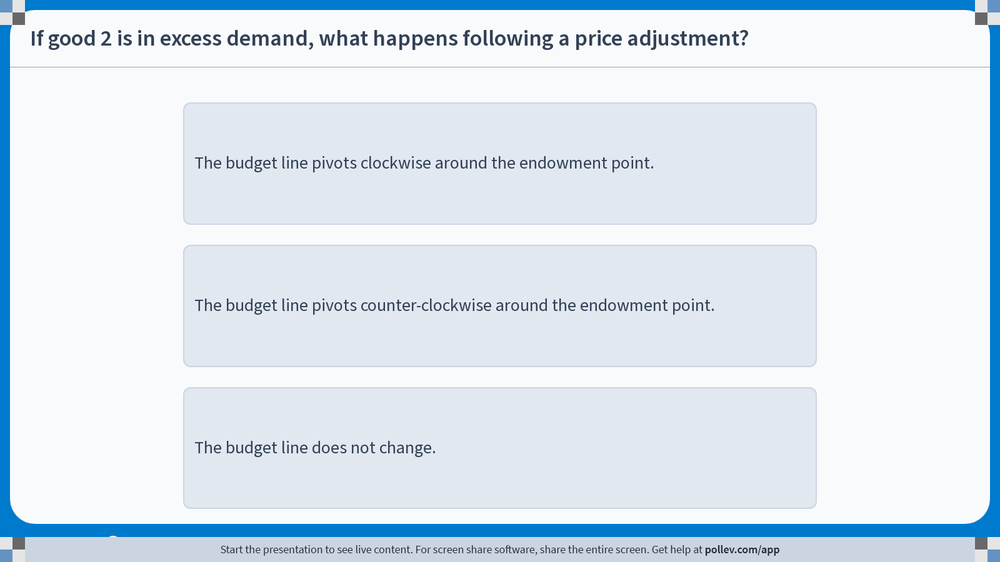 If good 2 is in excess demand, what happens following a price adjustment?
The budget line pivots clockwise around the endowment point.
The budget line pivots counter-clockwise around the endowment point.
The budget line does not change.
Start the presentation to see live content. For screen share software, share the entire screen. Get help at pollev.com/app